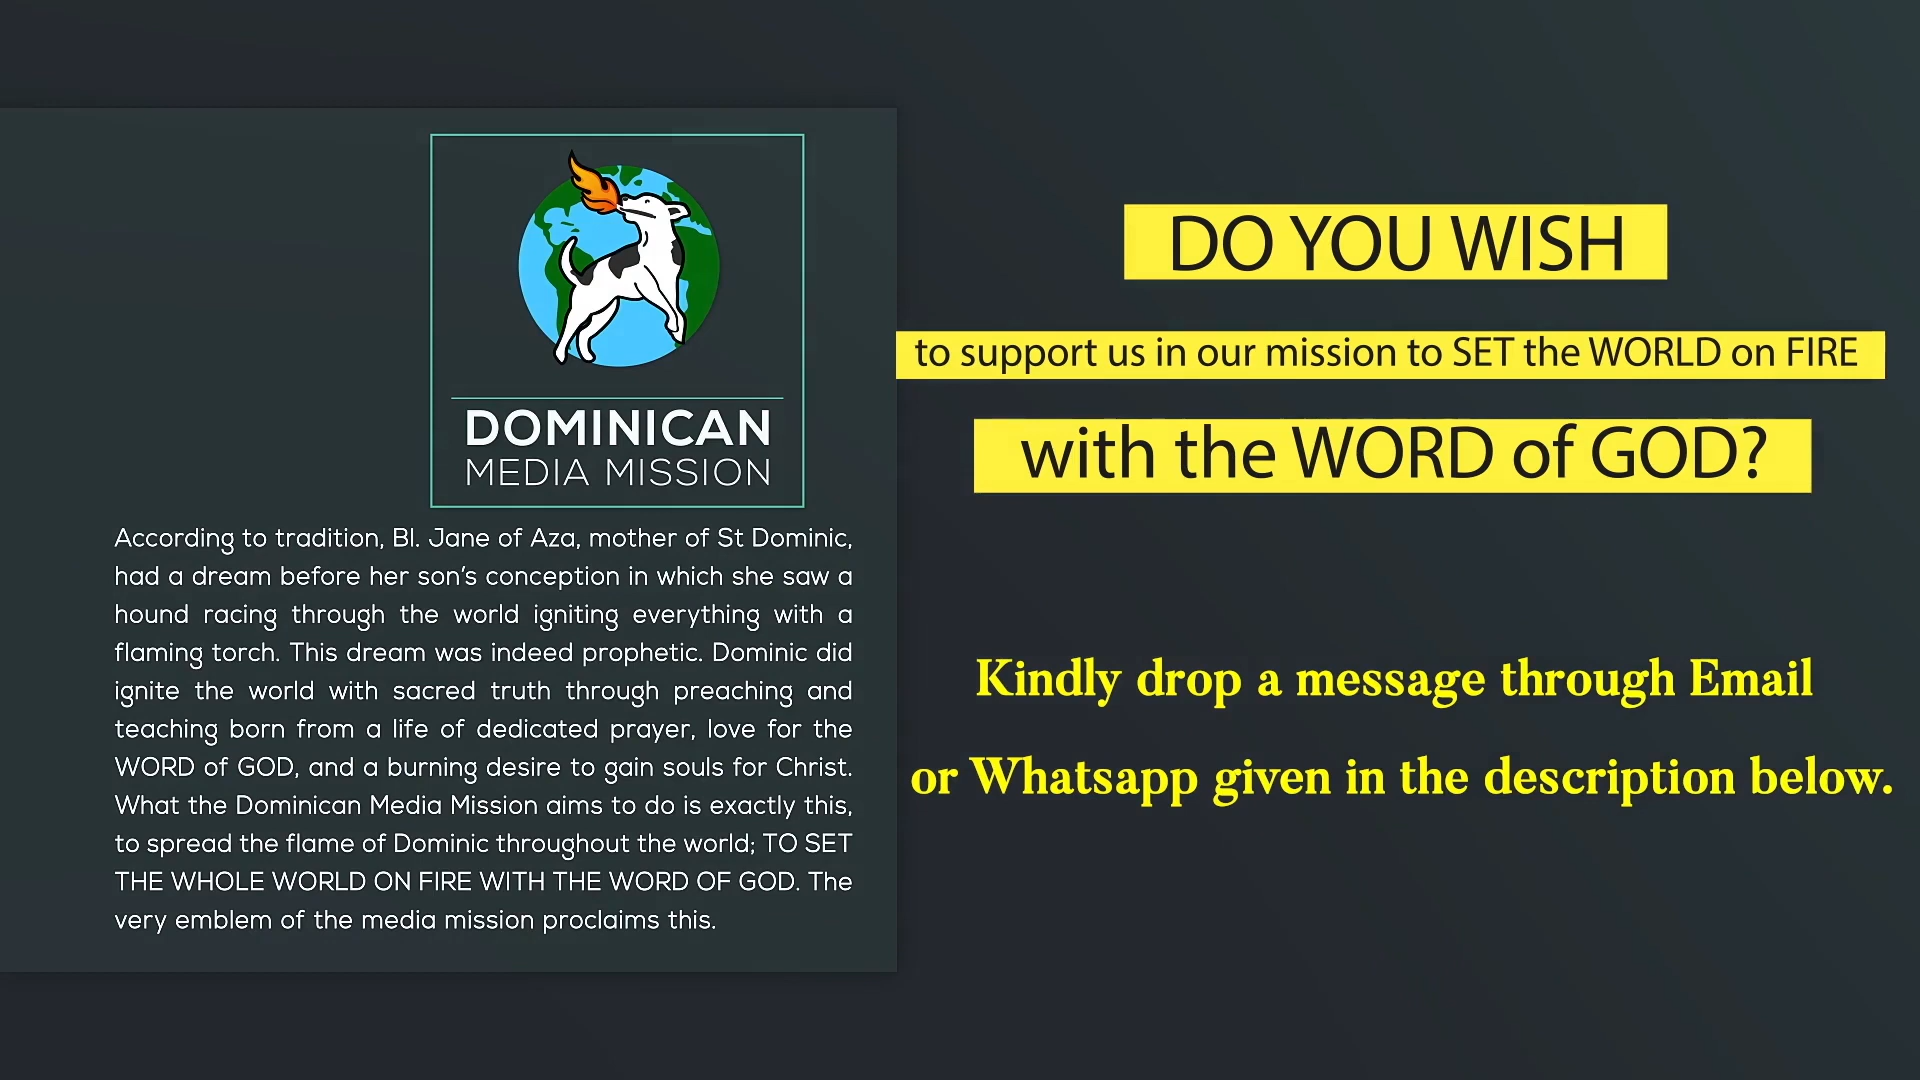 DOMINICAN
MEDIA MISSION
According to tradition, Bl. Jane of Aza, mother of St Dominic,
had a dream before her son's conception in which she saw a
hound racing through the world igniting everything with a
flaming torch. This dream was indeed prophetic. Dominic did
ignite the world with sacred truth through preaching and
teaching born from a life of dedicated prayer, love for the
WORD of GOD, and a burning desire to gain souls for Christ.
What the Dominican Media Mission aims to do is exactly this,
to spread the flame of Dominic throughout the world; TO SET
THE WHOLE WORLD ON FIRE WITH THE WORD OF GOD. The
very emblem of the media mission proclaims this.
DO YOU WISH
to support us in our mission to SET the WORLD on FIRE
with the WORD of GOD?
Kindly drop a message through Email
or Whatsapp given in the description below.